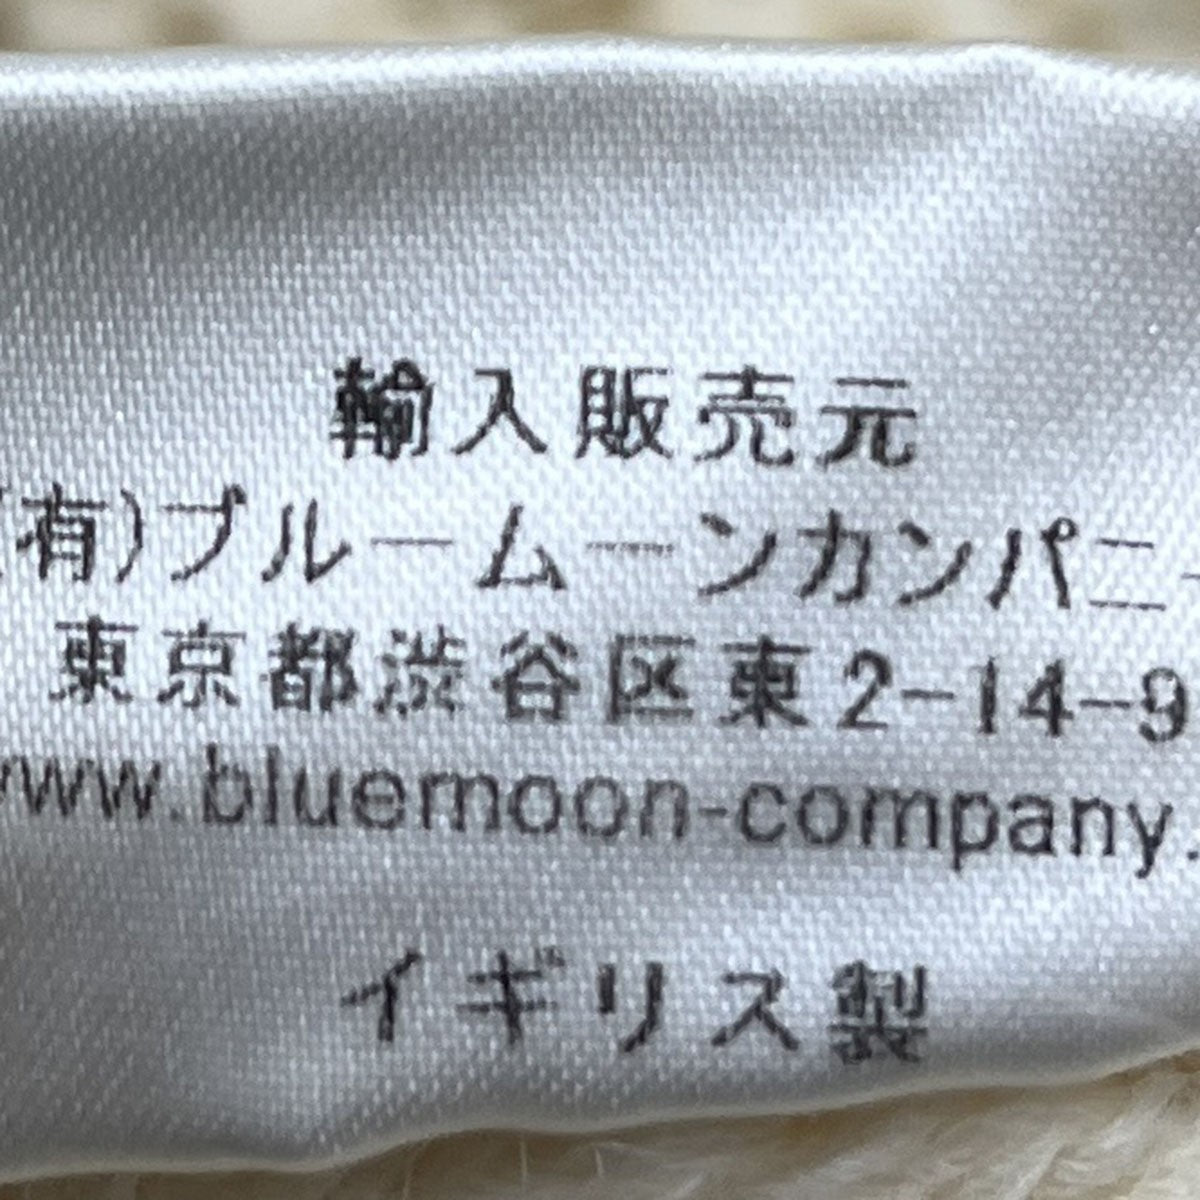 輸入販売元
(有)ブルームーンカンパニー
東京都渋谷区東2-14-9
www.bluemoon-company.
イギリス製